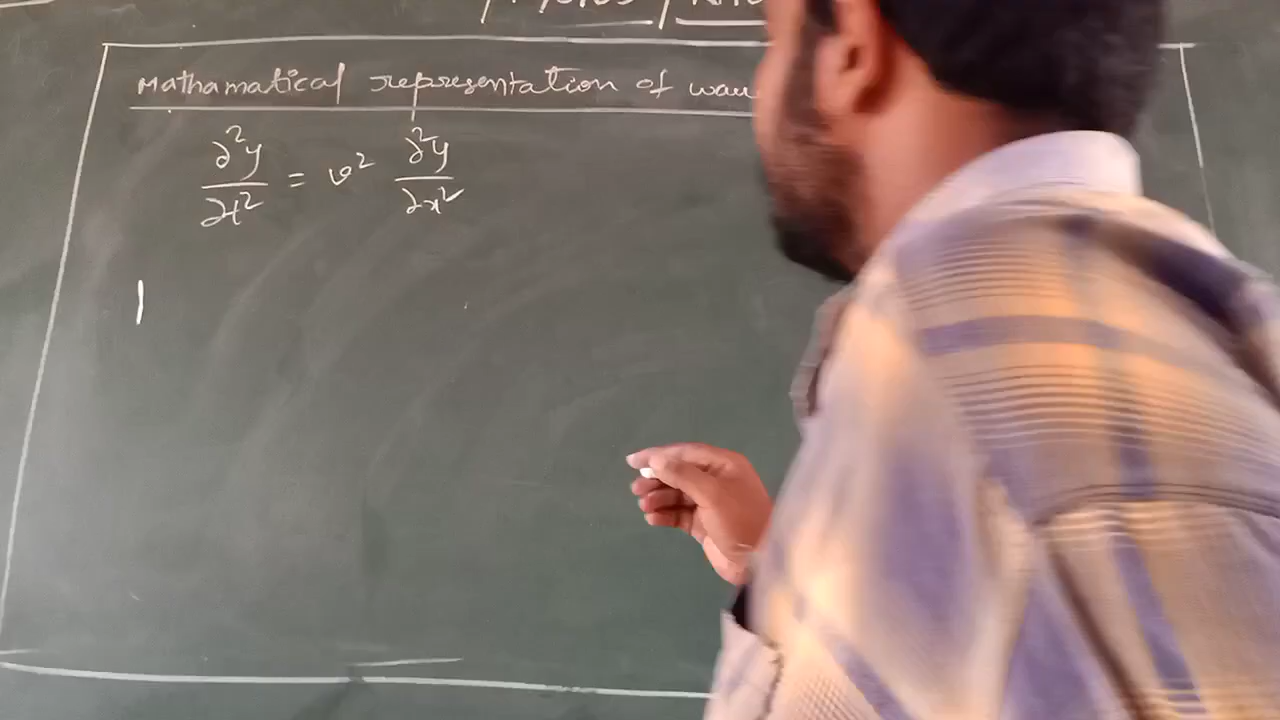 Mathamatical representation of
∂²y/∂t² = v² ∂²y/∂x²